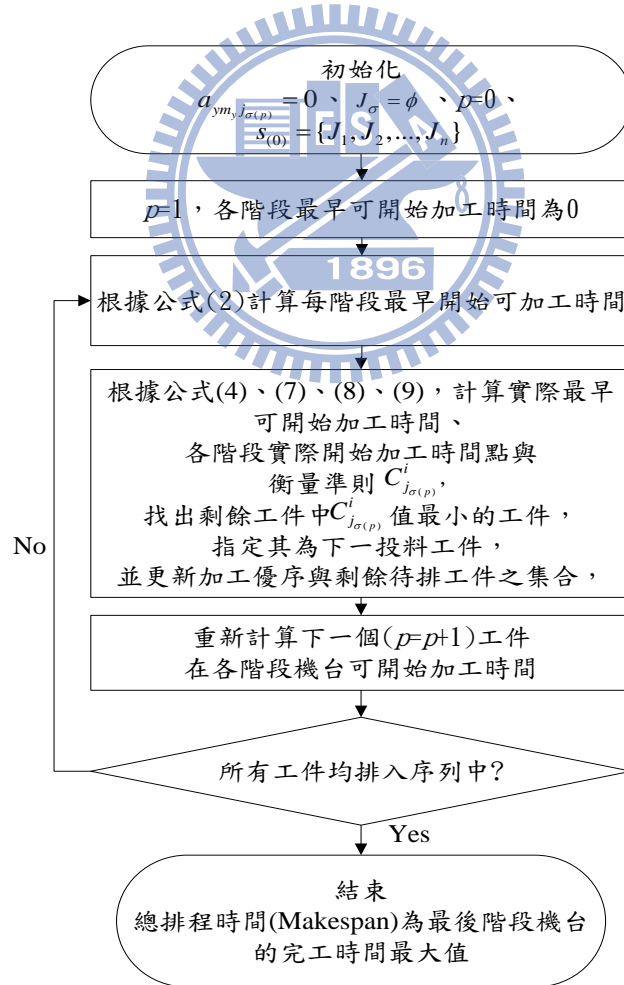 初始化
a_{ym_y j_{σ(p)}} = 0 、 J_σ = ϕ 、p=0、
s_{(0)} = {J_1, J_2, ..., J_n}
ES
p=1，各階段最早可開始加工時間為0
1896
根據公式(2)計算每階段最早開始可加工時間
根據公式(4)、(7)、(8)、(9)，計算實際最早
可開始加工時間、
各階段實際開始加工時間點與
衡量準則 C^i_{j_{σ(p)}},
找出剩餘工件中C^i_{j_{σ(p)}} 值最小的工件，
指定其為下一投料工件，
並更新加工優序與剩餘待排工件之集合，
No
重新計算下一個(p=p+1)工件
在各階段機台可開始加工時間
所有工件均排入序列中?
Yes
結束
總排程時間(Makespan)為最後階段機台
的完工時間最大值